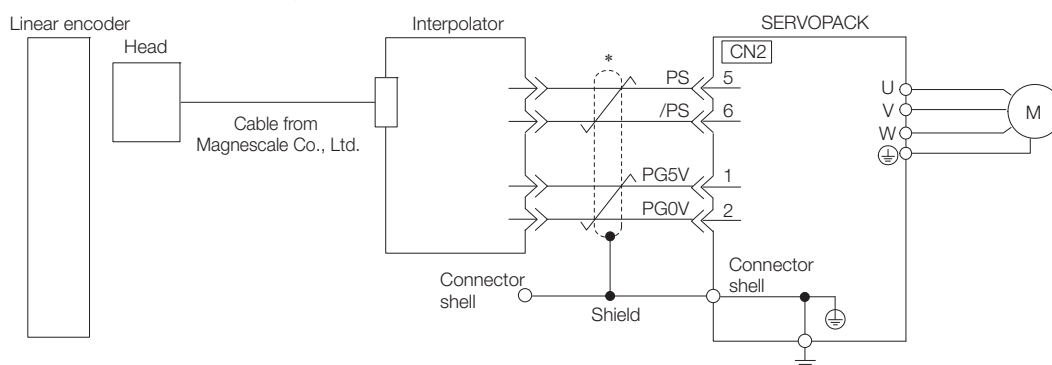 Linear encoder
Head
Cable from
Magnescale Co., Ltd.
Interpolator
SERVOPACK
CN2
*
PS 5
/PS 6
PG5V 1
PG0V 2
U
V
W
M
Connector
shell
Shield
Connector
shell